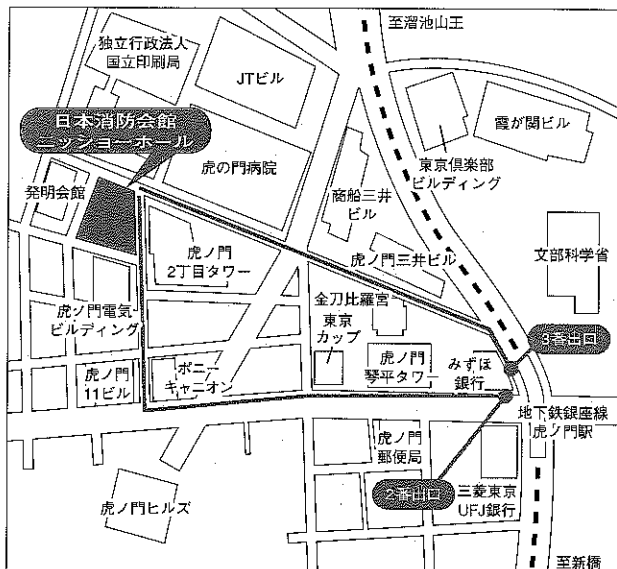 至溜池山王
独立行政法人
国立印刷局
JTビル
日本消防会館
ニッショーホール
霞が関ビル
東京倶楽部
ビルディング
虎の門病院
発明会館
商船三井
ビル
虎ノ門
2丁目タワー
虎ノ門三井ビル
文部科学省
虎ノ門電気
ビルディング
金刀比羅宮
東京
カップ
3番出口
虎ノ門
琴平タワー
みずほ
銀行
虎ノ門
11ビル
ポニー
キャニオン
地下鉄銀座線
虎ノ門駅
虎ノ門
郵便局
2番出口
三菱東京
UFJ銀行
虎ノ門ヒルズ
至新橋